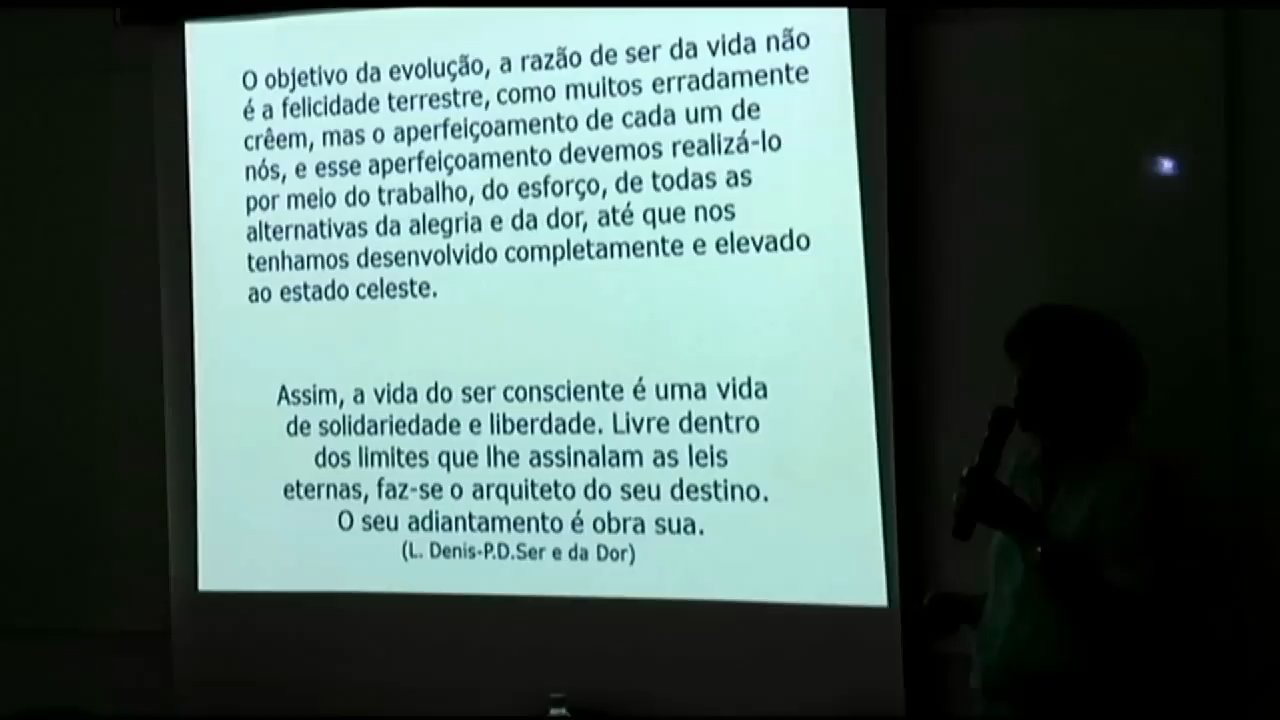 O objetivo da evolução, a razão de ser da vida não
é a felicidade terrestre, como muitos erradamente
crêem, mas o aperfeiçoamento de cada um de
nós, e esse aperfeiçoamento devemos realizá-lo
por meio do trabalho, do esforço, de todas as
alternativas da alegria e da dor, até que nos
tenhamos desenvolvido completamente e elevado
ao estado celeste.
Assim, a vida do ser consciente é uma vida
de solidariedade e liberdade. Livre dentro
dos limites que lhe assinalam as leis
eternas, faz-se o arquiteto do seu destino.
O seu adiantamento é obra sua.
(L. Denis-P.D.Ser e da Dor)